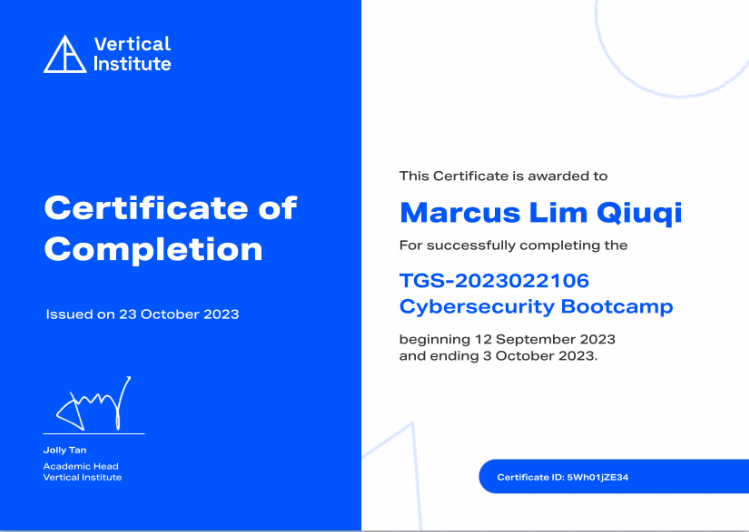 Vertical
Institute
Certificate of
Completion
Issued on 23 October 2023
Jolly Tan
Academic Head
Vertical Institute
This Certificate is awarded to
Marcus Lim Qiuqi
For successfully completing the
TGS-2023022106
Cybersecurity Bootcamp
beginning 12 September 2023
and ending 3 October 2023.
Certificate ID: 5Wh01jZE34